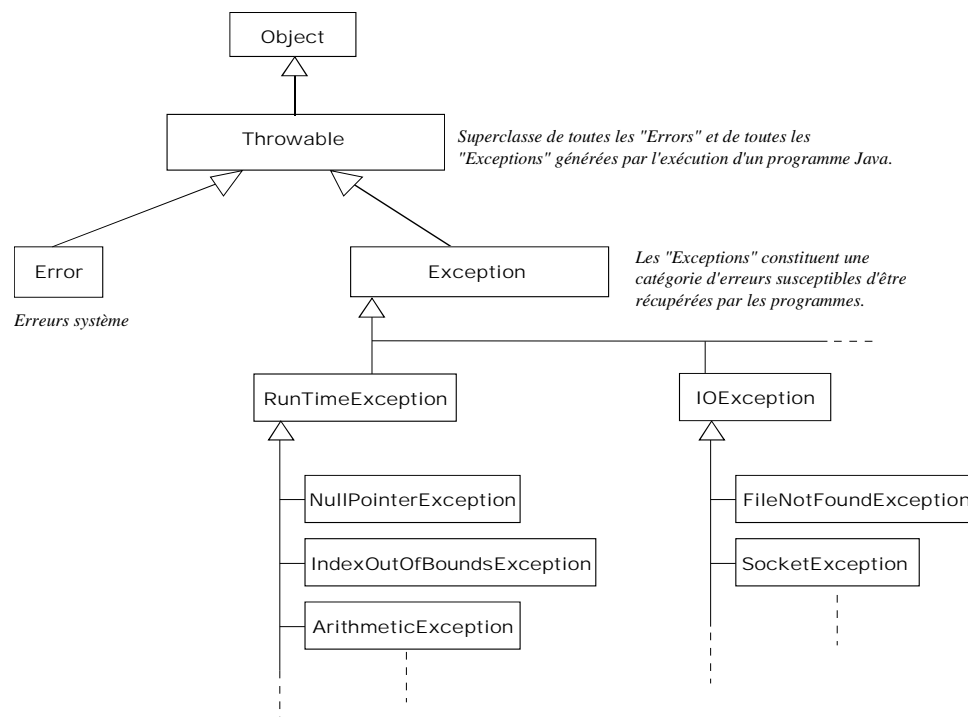 Object
Throwable
Superclasse de toutes les "Errors" et de toutes les
"Exceptions" générées par l'exécution d'un programme Java.
Error
Exception
Les "Exceptions" constituent une
catégorie d'erreurs susceptibles d'être
récupérées par les programmes.
Erreurs système
RunTimeException
IOException
NullPointerException
FileNotFoundException
IndexOutOfBoundsException
SocketException
ArithmeticException